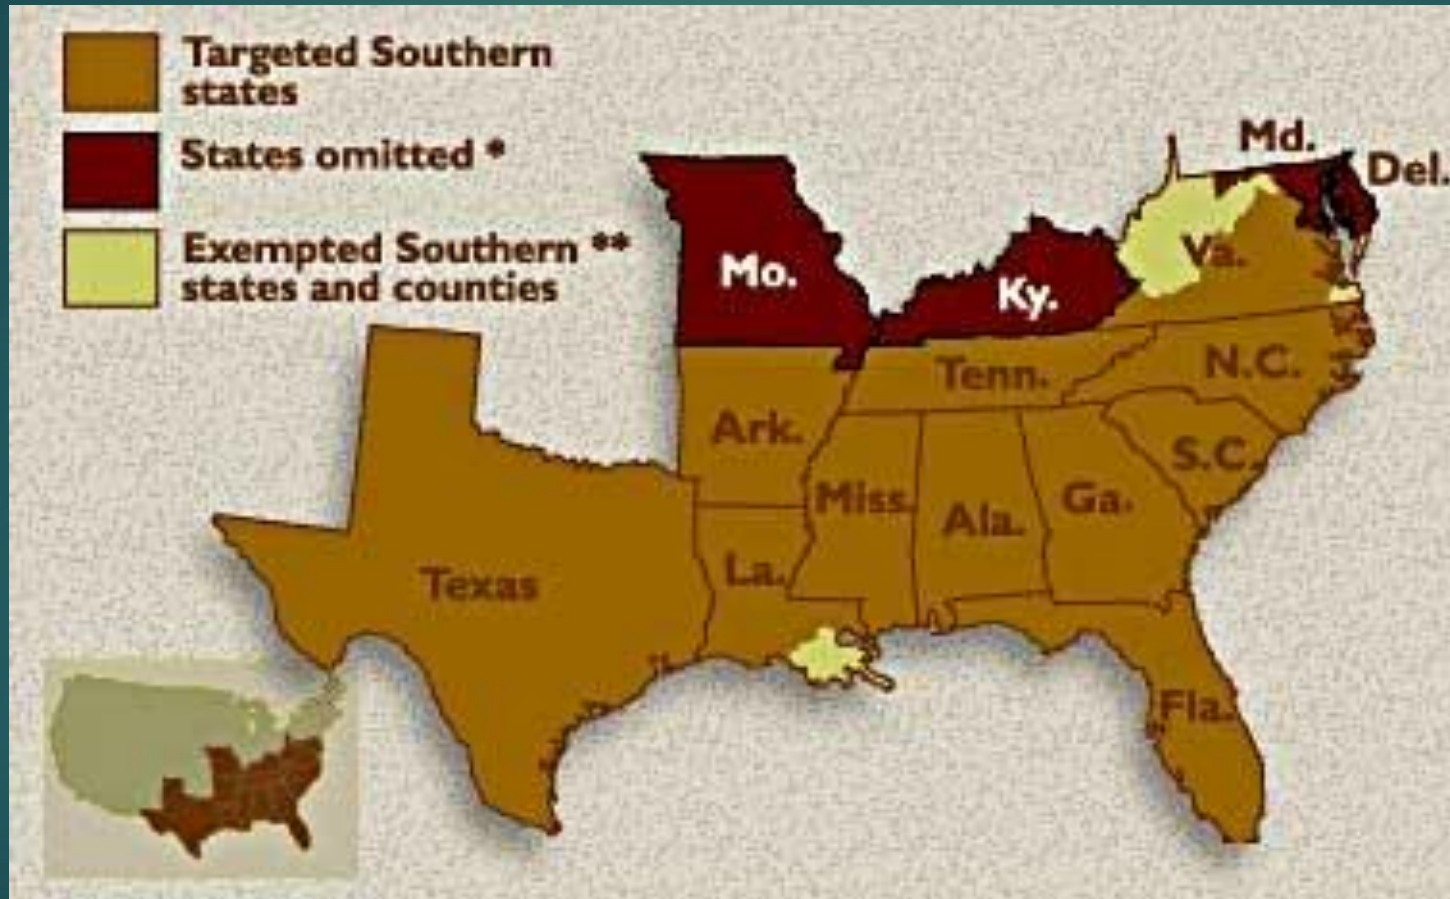 Targeted Southern
states
States omitted *
Exempted Southern **
states and counties
Md.
Del.
Va.
Mo.
Ky.
Tenn.
N.C.
Ark.
S.C.
Miss.
Ala.
Ga.
La.
Texas
Fla.